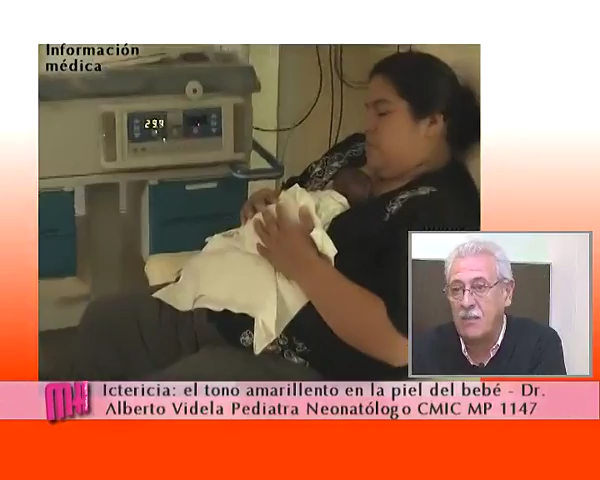 Información
médica
299
M+
Ictericia: el tono amarillento en la piel del bebé - Dr.
Alberto Videla Pediatra Neonatólogo CMIC MP 1147